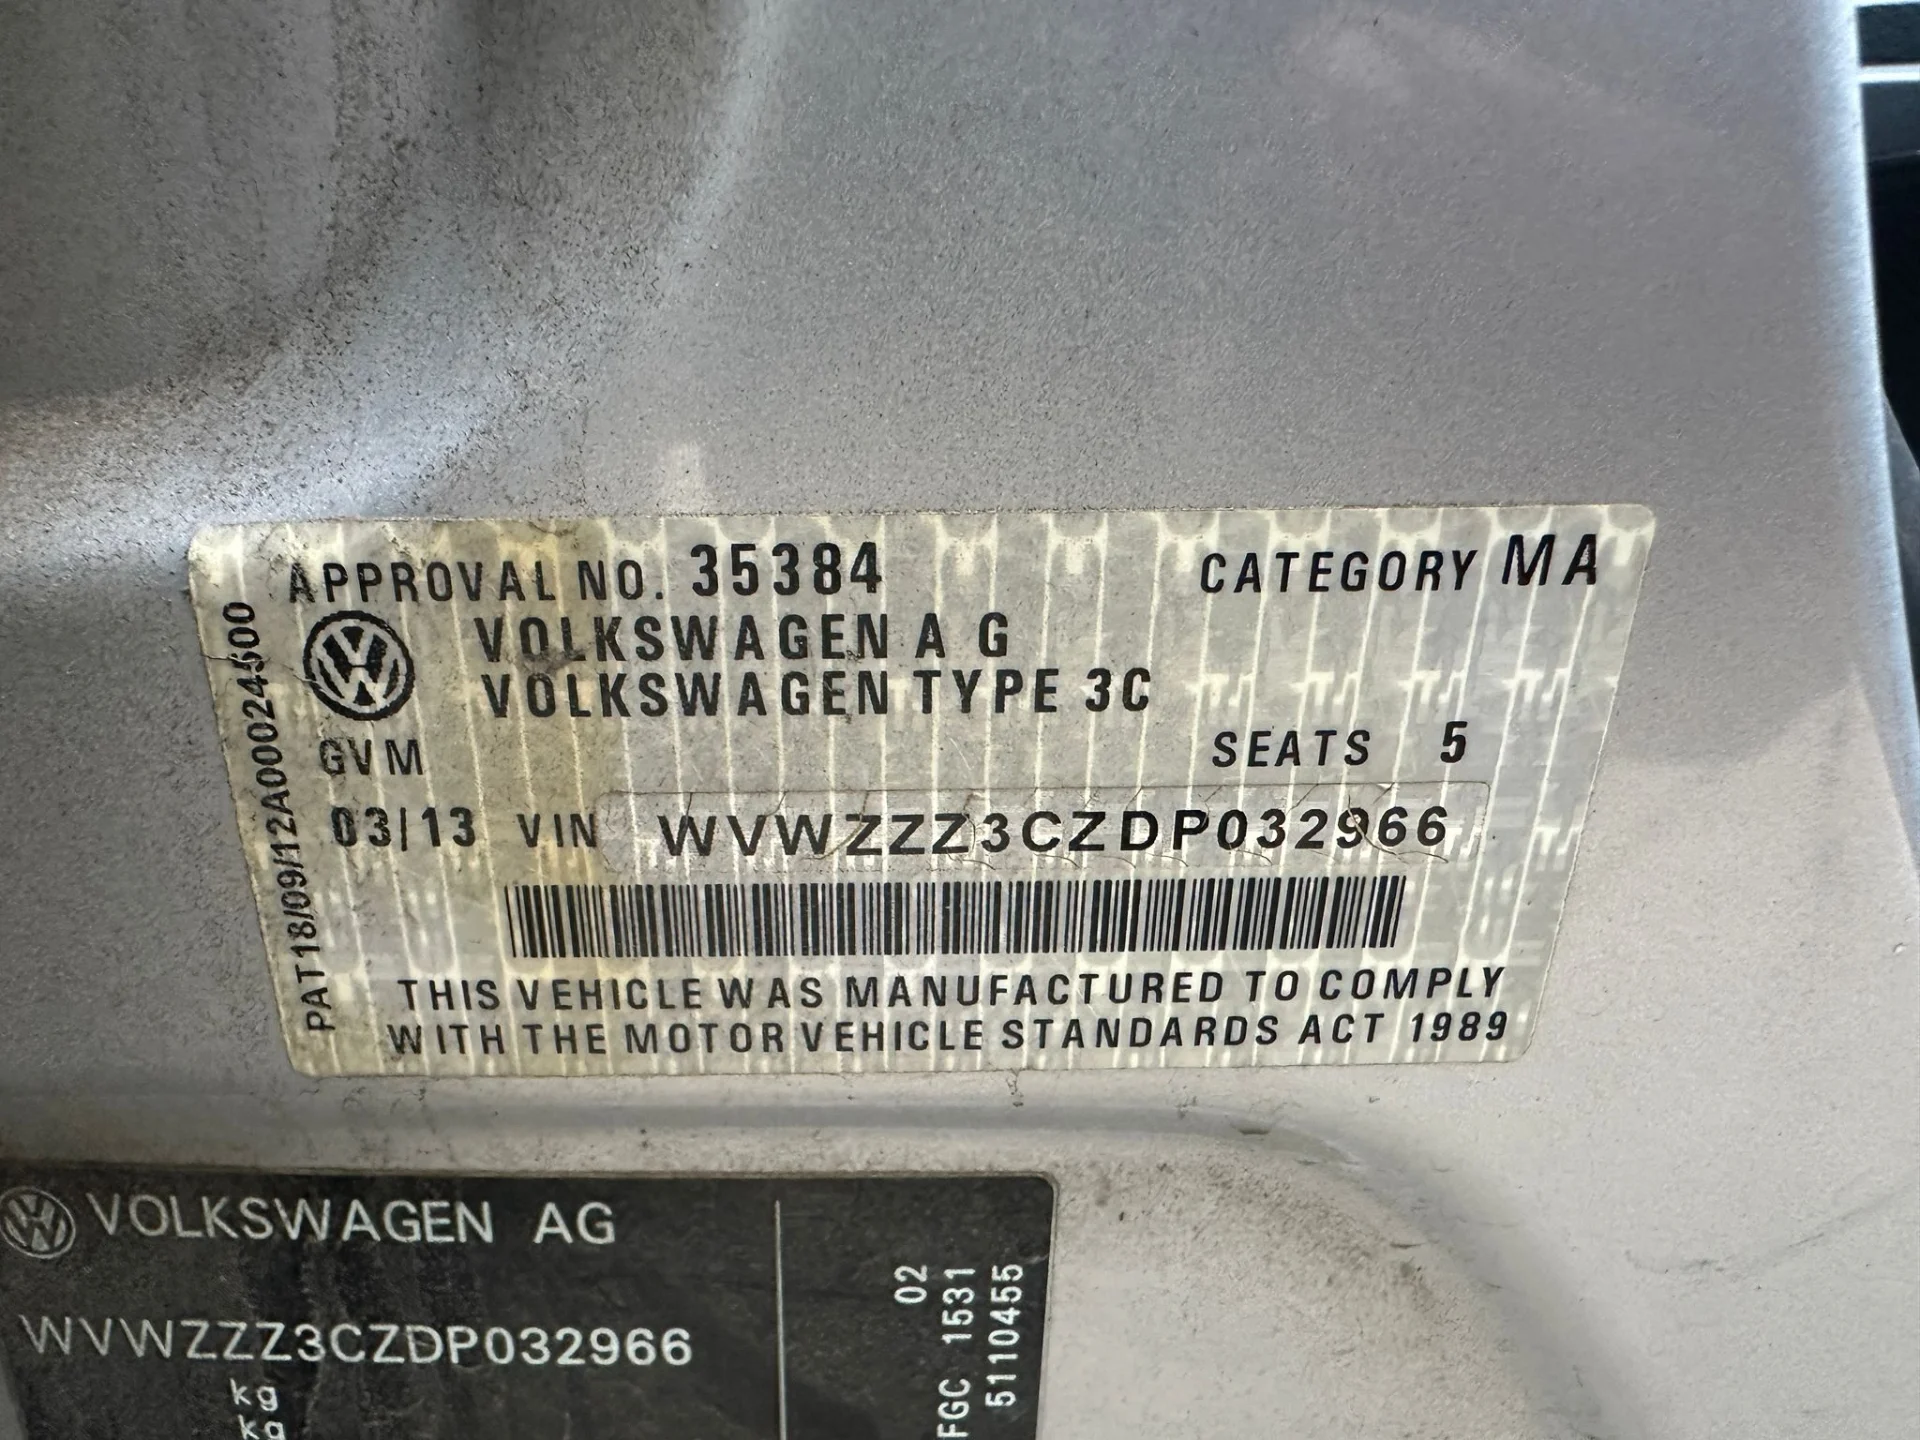 APPROVAL NO. 35384 CATEGORY MA
VOLKSWAGEN A G
VOLKSWAGEN TYPE 3C
GVM SEATS 5
03/13 VIN WVWZZZ3CZDP032966
THIS VEHICLE WAS MANUFACTURED TO COMPLY
WITH THE MOTOR VEHICLE STANDARDS ACT 1989
PAT18/09/12A000024500
VOLKSWAGEN AG
WVWZZZ3CZDP032966
kg
kg
02
FGC 1531
5110455